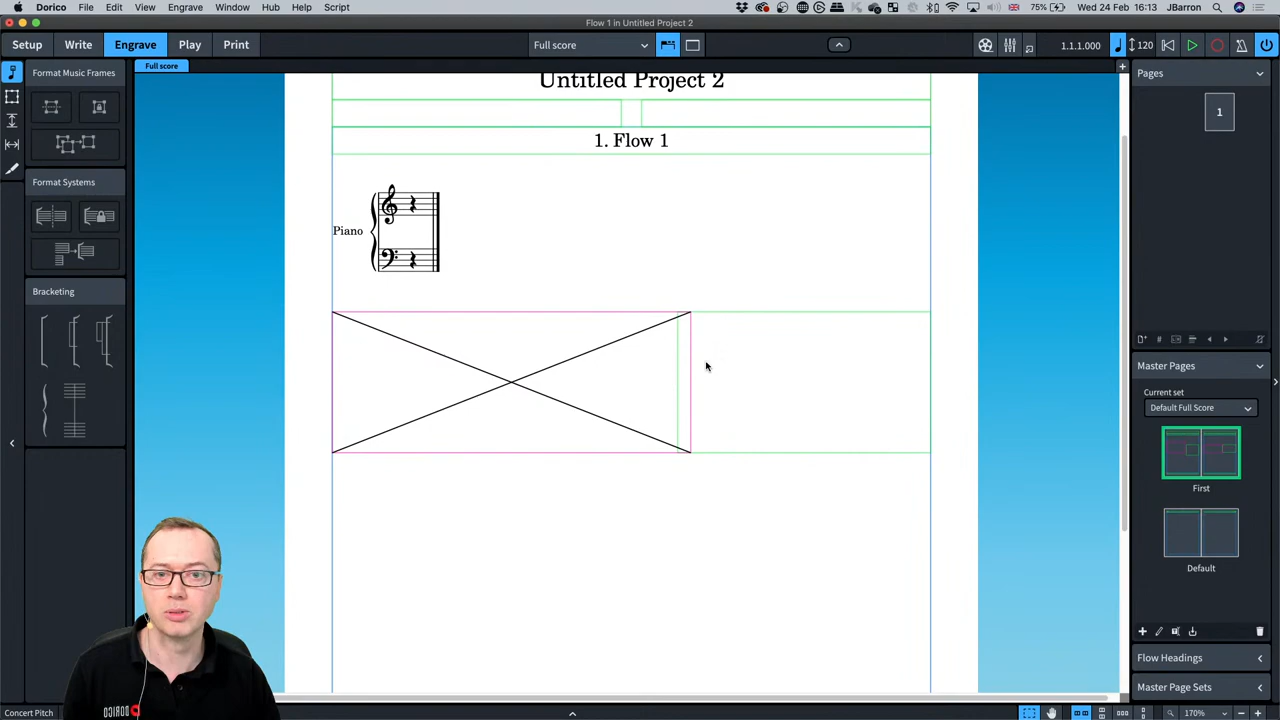 Dorico File Edit View Window Hub Help Script
75% Wed 24 Feb 16:13 JBarron
Flow 1 in Untitled Project 2
Setup Write Engrave Play Print
Full score
1.1.1.000
120
Full score
Format Music Frames
Format Systems
Bracketing
Untitled Project 2
1. Flow 1
Piano
Pages
1
Master Pages
Current set
Default Full Score
First
Default
Flow Headings
Master Page Sets
DORICO
Concert Pitch
170%